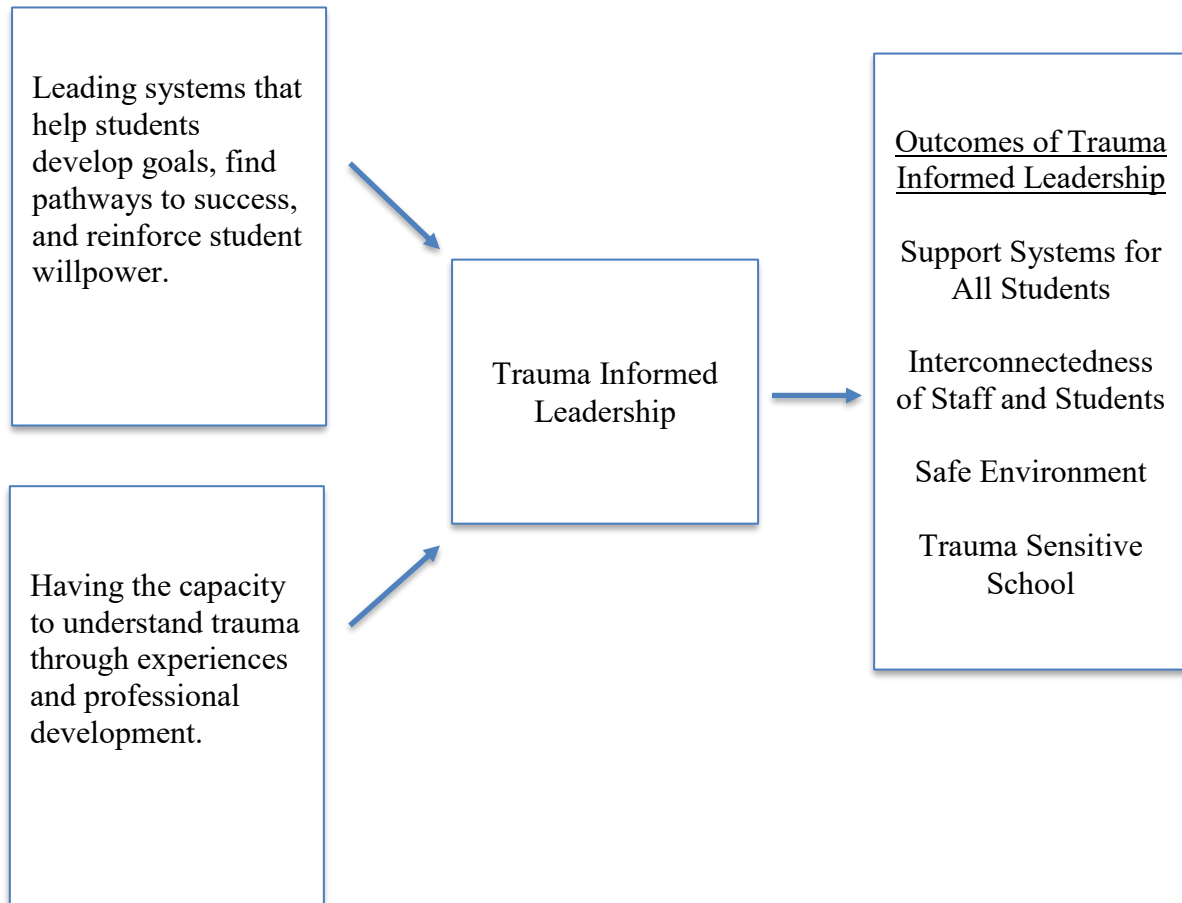 Leading systems that
help students
develop goals, find
pathways to success,
and reinforce student
willpower.
Having the capacity
to understand trauma
through experiences
and professional
development.
Trauma Informed
Leadership
Outcomes of Trauma
Informed Leadership
Support Systems for
All Students
Interconnectedness
of Staff and Students
Safe Environment
Trauma Sensitive
School